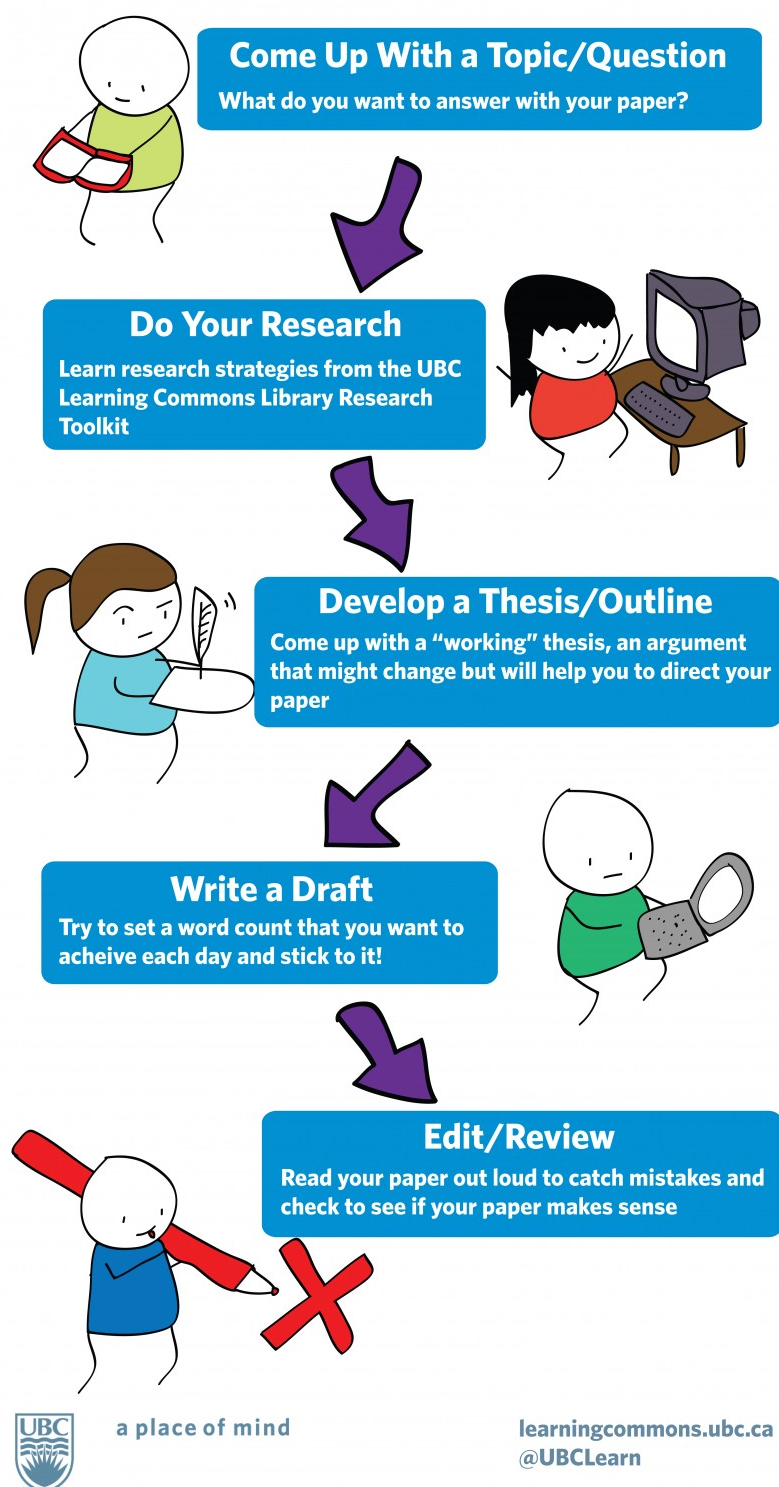 Come Up With a Topic/Question
What do you want to answer with your paper?
Do Your Research
Learn research strategies from the UBC
Learning Commons Library Research
Toolkit
Develop a Thesis/Outline
Come up with a “working” thesis, an argument
that might change but will help you to direct your
paper
Write a Draft
Try to set a word count that you want to
acheive each day and stick to it!
Edit/Review
Read your paper out loud to catch mistakes and
check to see if your paper makes sense
UBC
a place of mind
learningcommons.ubc.ca
@UBCLearn